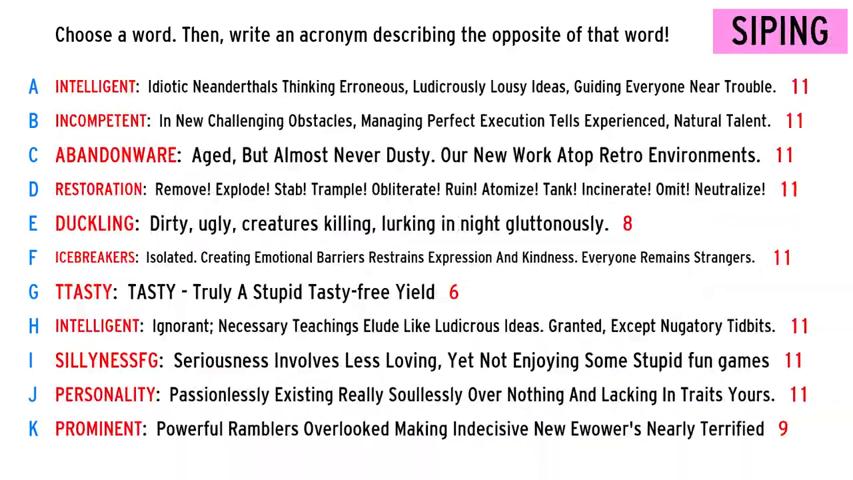 Choose a word. Then, write an acronym describing the opposite of that word!
SIPING
A INTELLIGENT: Idiotic Neanderthals Thinking Erroneous, Ludicrously Lousy Ideas, Guiding Everyone Near Trouble. 11
B INCOMPETENT: In New Challenging Obstacles, Managing Perfect Execution Tells Experienced, Natural Talent. 11
C ABANDONWARE: Aged, But Almost Never Dusty. Our New Work Atop Retro Environments. 11
D RESTORATION: Remove! Explode! Stab! Trample! Obliterate! Ruin! Atomize! Tank! Incinerate! Omit! Neutralize! 11
E DUCKLING: Dirty, ugly, creatures killing, lurking in night gluttonously. 8
F ICEBREAKERS: Isolated. Creating Emotional Barriers Restrains Expression And Kindness. Everyone Remains Strangers. 11
G TTASTY: TASTY - Truly A Stupid Tasty-free Yield 6
H INTELLIGENT: Ignorant; Necessary Teachings Elude Like Ludicrous Ideas. Granted, Except Nugatory Tidbits. 11
I SILLYNESSFG: Seriousness Involves Less Loving, Yet Not Enjoying Some Stupid fun games 11
J PERSONALITY: Passionlessly Existing Really Soullessly Over Nothing And Lacking In Traits Yours. 11
K PROMINENT: Powerful Ramblers Overlooked Making Indecisive New Ewower's Nearly Terrified 9